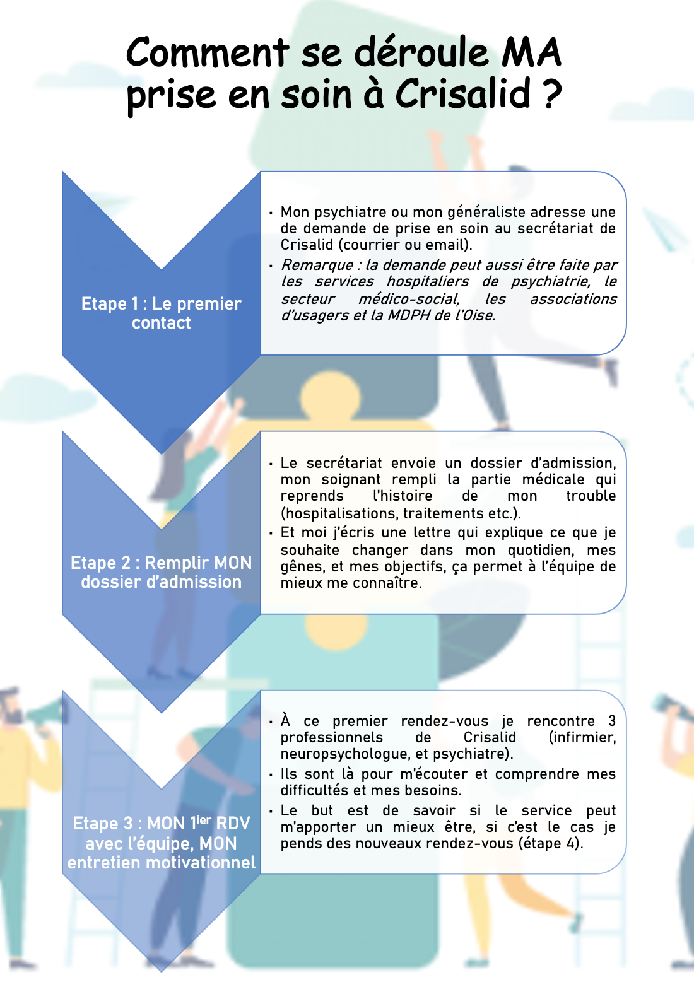 Comment se déroule MA
prise en soin à Crisalid ?
Etape 1 : Le premier
contact
· Mon psychiatre ou mon généraliste adresse une
de demande de prise en soin au secrétariat de
Crisalid (courrier ou email).
· Remarque : la demande peut aussi être faite par
les services hospitaliers de psychiatrie, le
secteur médico-social, les associations
d’usagers et la MDPH de l’Oise.
Etape 2 : Remplir MON
dossier d’admission
· Le secrétariat envoie un dossier d’admission,
mon soignant rempli la partie médicale qui
reprends l’histoire de mon trouble
(hospitalisations, traitements etc.).
· Et moi j’écris une lettre qui explique ce que je
souhaite changer dans mon quotidien, mes
gênes, et mes objectifs, ça permet à l’équipe de
mieux me connaître.
Etape 3 : MON 1ier RDV
avec l’équipe, MON
entretien motivationnel
· À ce premier rendez-vous je rencontre 3
professionnels de Crisalid (infirmier,
neuropsychologue, et psychiatre).
· Ils sont là pour m’écouter et comprendre mes
difficultés et mes besoins.
· Le but est de savoir si le service peut
m’apporter un mieux être, si c’est le cas je
pends des nouveaux rendez-vous (étape 4).